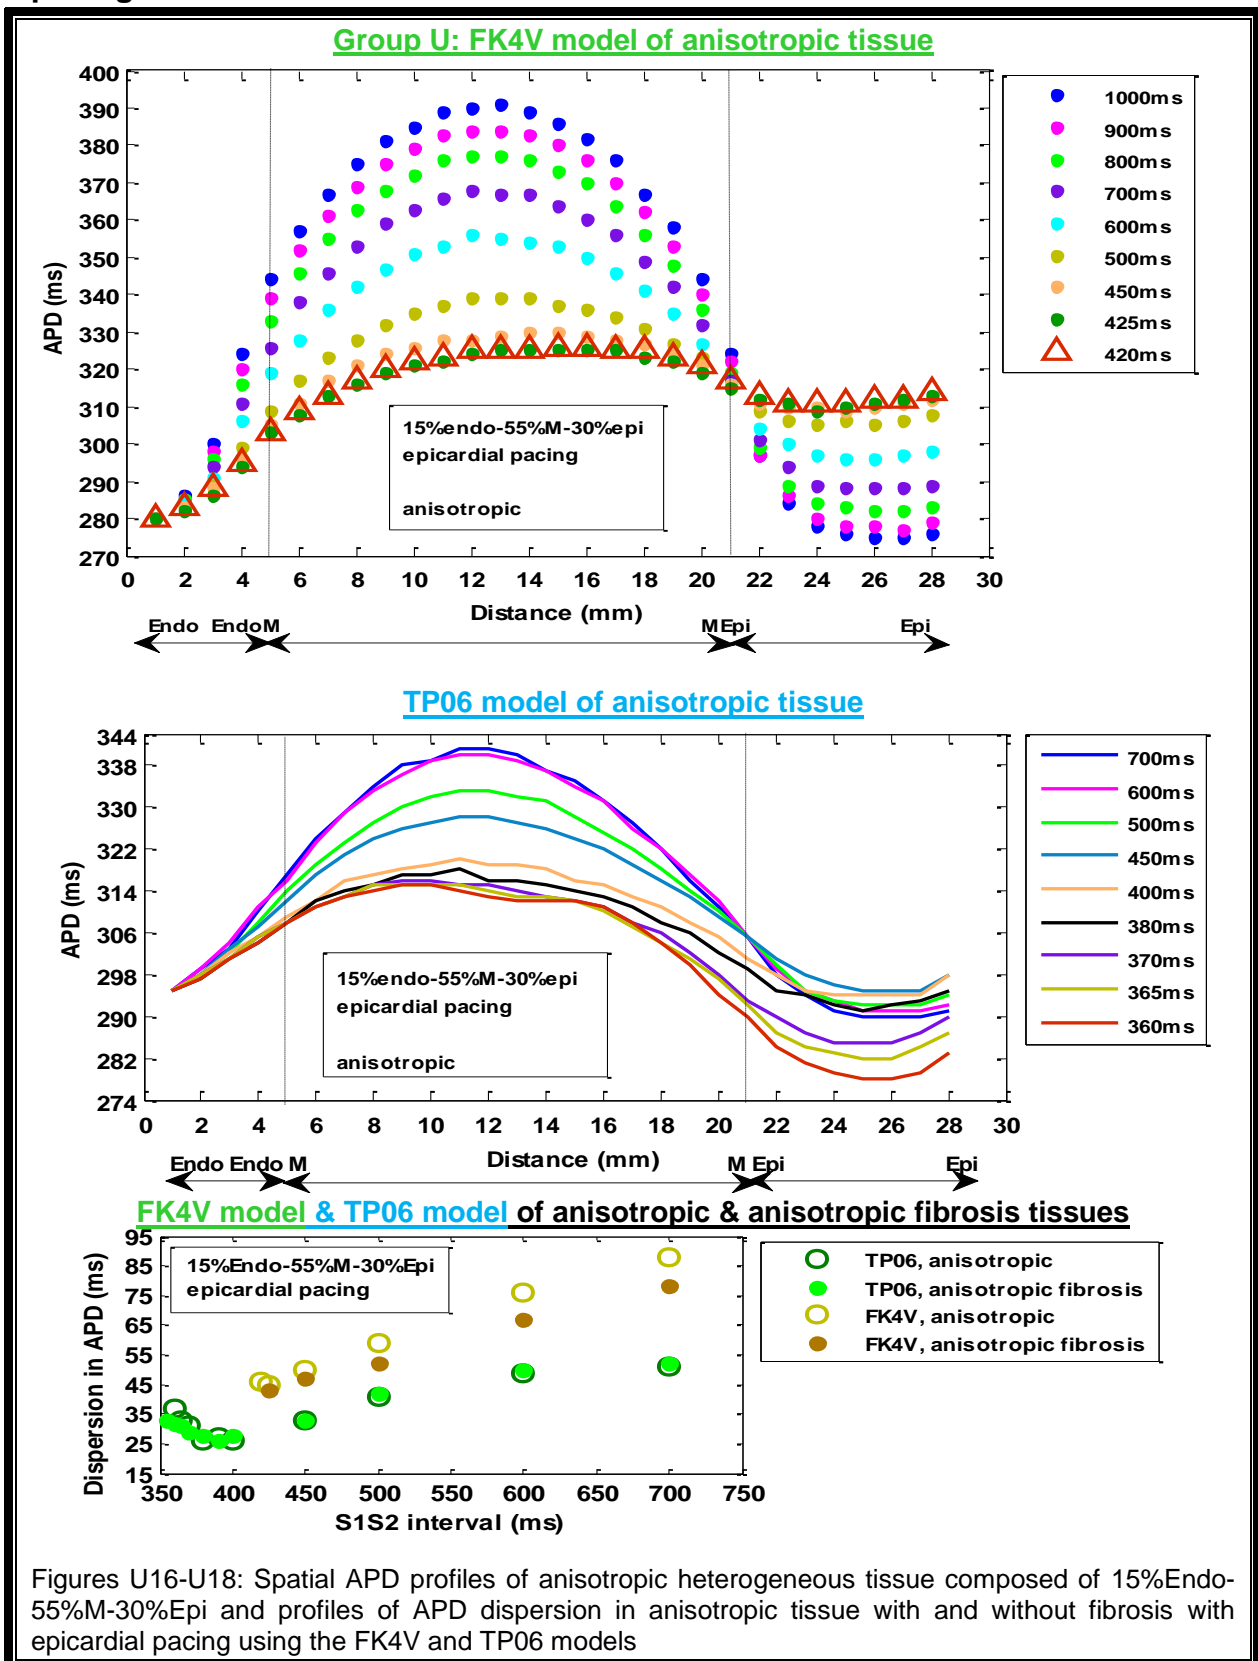 Group U: FK4V model of anisotropic tissue
400
390
380
370
360
350
340
330
320
310
300
290
280
270
APD (ms)
1000ms
900ms
800ms
700ms
600ms
500ms
450ms
425ms
420ms
15%endo-55%M-30%epi
epicardial pacing
anisotropic
0 2 4 6 8 10 12 14 16 18 20 22 24 26 28 30
Distance (mm)
Endo EndoM MEpi Epi
TP06 model of anisotropic tissue
344
338
330
322
314
306
298
290
282
274
APD (ms)
700ms
600ms
500ms
450ms
400ms
380ms
370ms
365ms
360ms
15%endo-55%M-30%epi
epicardial pacing
anisotropic
0 2 4 6 8 10 12 14 16 18 20 22 24 26 28 30
Distance (mm)
Endo Endo M M Epi Epi
FK4V model & TP06 model of anisotropic & anisotropic fibrosis tissues
95
85
75
65
55
45
35
25
15
Dispersion in APD (ms)
15%Endo-55%M-30%Epi
epicardial pacing
TP06, anisotropic
TP06, anisotropic fibrosis
FK4V, anisotropic
FK4V, anisotropic fibrosis
350 400 450 500 550 600 650 700 750
S1S2 interval (ms)
Figures U16-U18: Spatial APD profiles of anisotropic heterogeneous tissue composed of 15%Endo-
55%M-30%Epi and profiles of APD dispersion in anisotropic tissue with and without fibrosis with
epicardial pacing using the FK4V and TP06 models